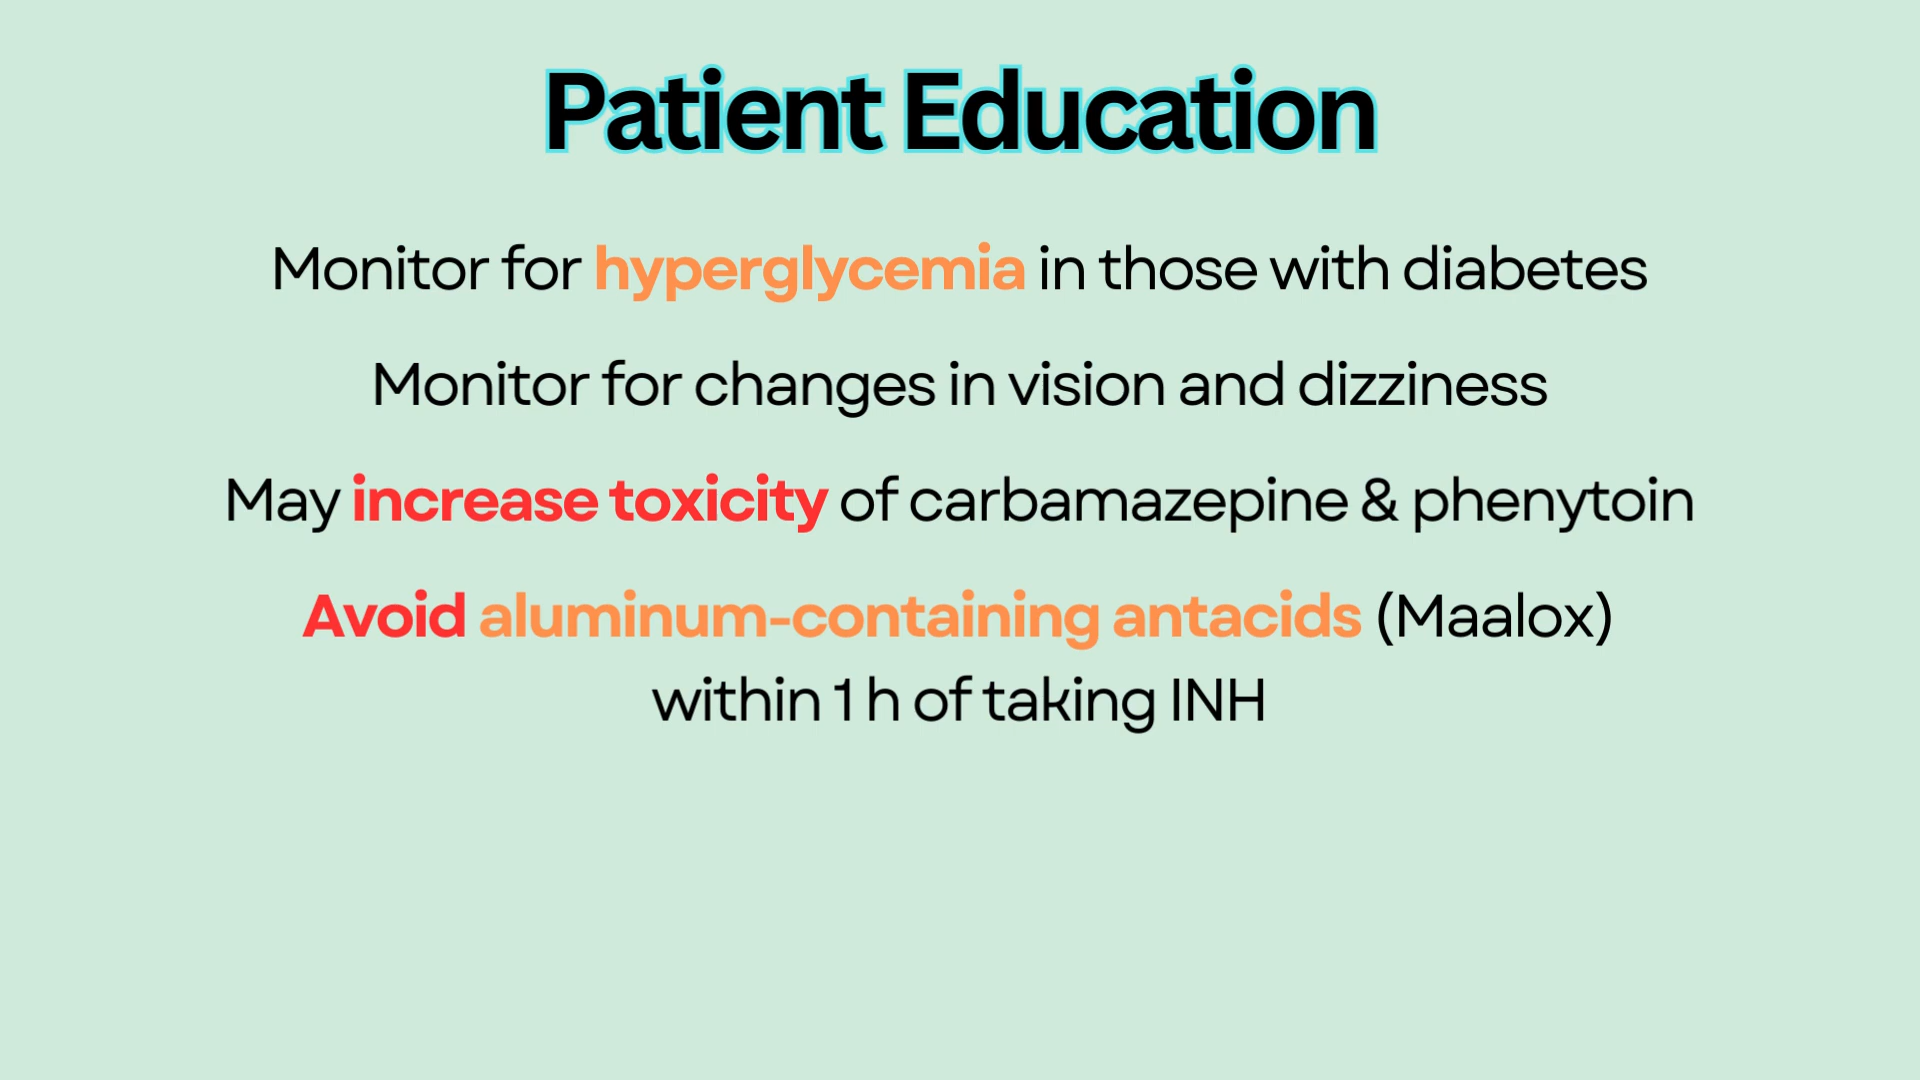 Patient Education
Monitor for hyperglycemia in those with diabetes
Monitor for changes in vision and dizziness
May increase toxicity of carbamazepine & phenytoin
Avoid aluminum-containing antacids (Maalox)
within 1 h of taking INH